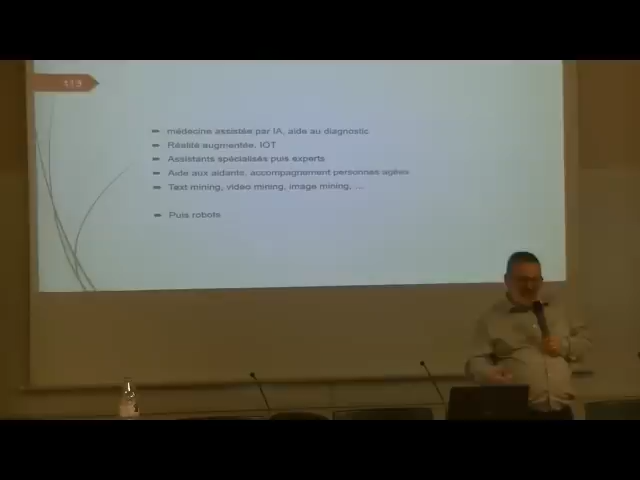 113
médecine assistée par IA, aide au diagnostic
Réalité augmentée, IOT
Assistants spécialisés puis experts
Aide aux aidants, accompagnement personnes agées
Text mining, video mining, image mining, ...
Puis robots